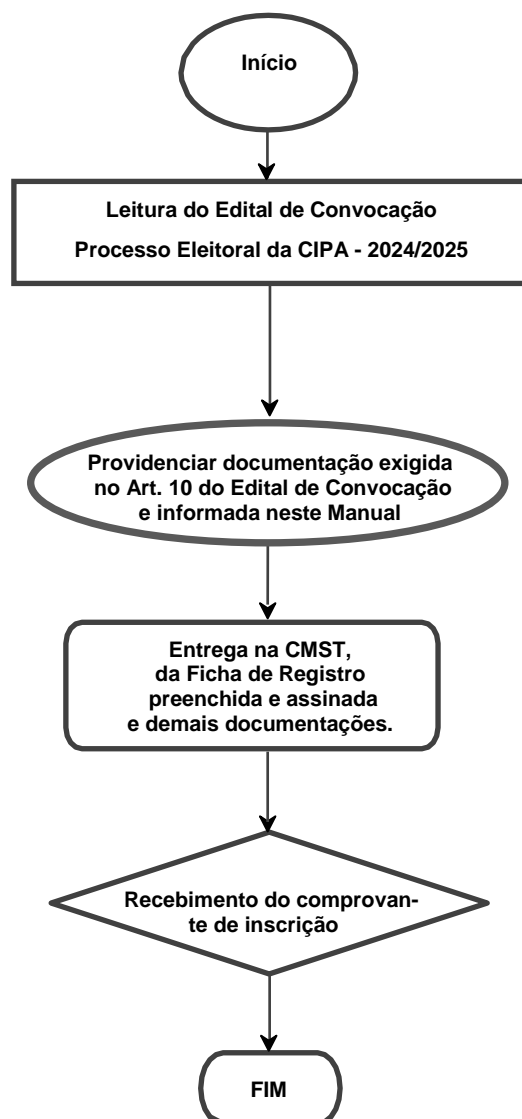 Início
Leitura do Edital de Convocação
Processo Eleitoral da CIPA - 2024/2025
Providenciar documentação exigida
no Art. 10 do Edital de Convocação
e informada neste Manual
Entrega na CMST,
da Ficha de Registro
preenchida e assinada
e demais documentações.
Recebimento do comprovan-
te de inscrição
FIM